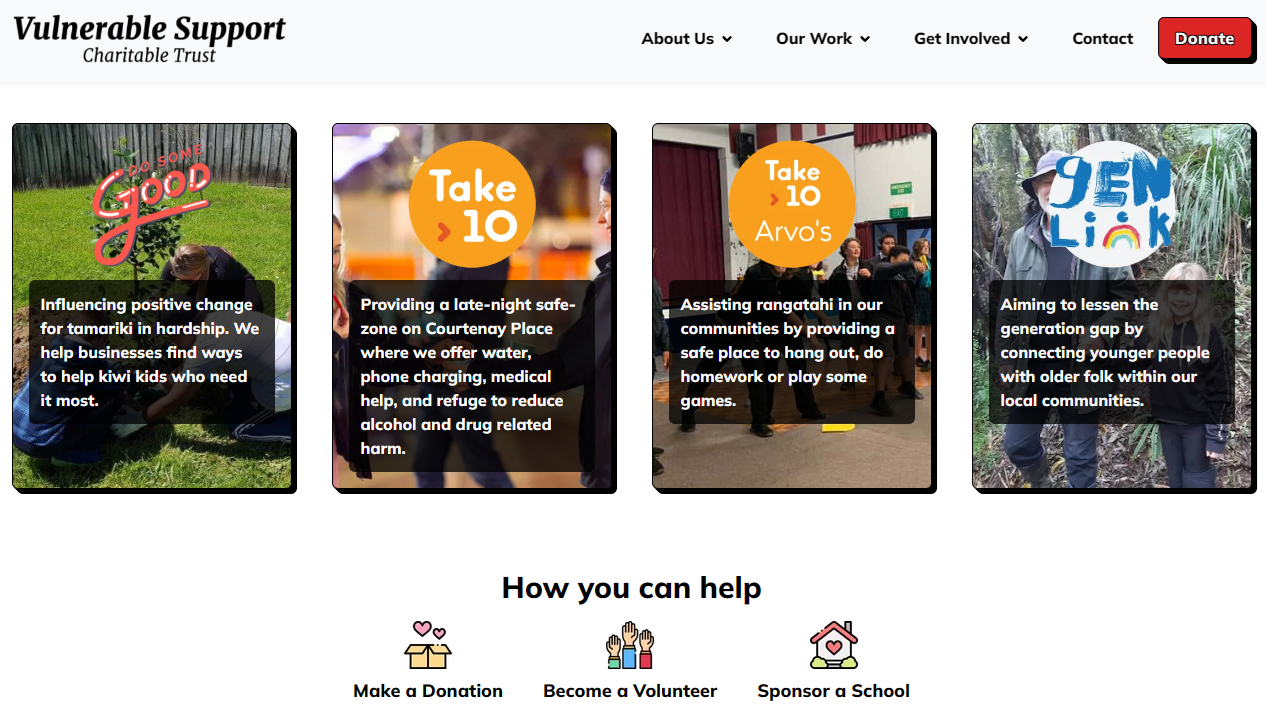 Vulnerable Support
Charitable Trust
About Us
Our Work
Get Involved
Contact
Donate
DO SOME
Good
Influencing positive change
for tamariki in hardship. We
help businesses find ways
to help kiwi kids who need
it most.
Take
10
Providing a late-night safe-
zone on Courtenay Place
where we offer water,
phone charging, medical
help, and refuge to reduce
alcohol and drug related
harm.
EXIT
Take
10
Arvo's
Assisting rangatahi in our
communities by providing a
safe place to hang out, do
homework or play some
games.
gEN
LiNK
Aiming to lessen the
generation gap by
connecting younger people
with older folk within our
local communities.
How you can help
Make a Donation
Become a Volunteer
Sponsor a School